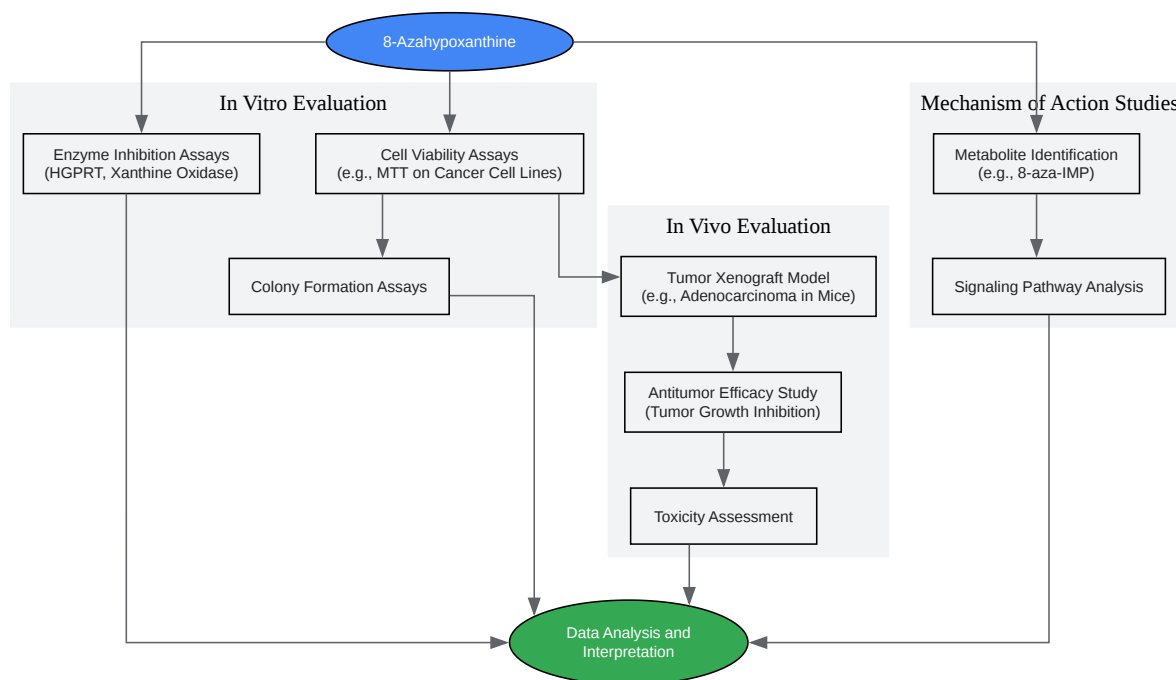 8-Azahypoxanthine
In Vitro Evaluation
Mechanism of Action Studies
Enzyme Inhibition Assays
(HGPRT, Xanthine Oxidase)
Cell Viability Assays
(e.g., MTT on Cancer Cell Lines)
Metabolite Identification
(e.g., 8-aza-IMP)
In Vivo Evaluation
Colony Formation Assays
Tumor Xenograft Model
(e.g., Adenocarcinoma in Mice)
Signaling Pathway Analysis
Antitumor Efficacy Study
(Tumor Growth Inhibition)
Toxicity Assessment
Data Analysis and
Interpretation